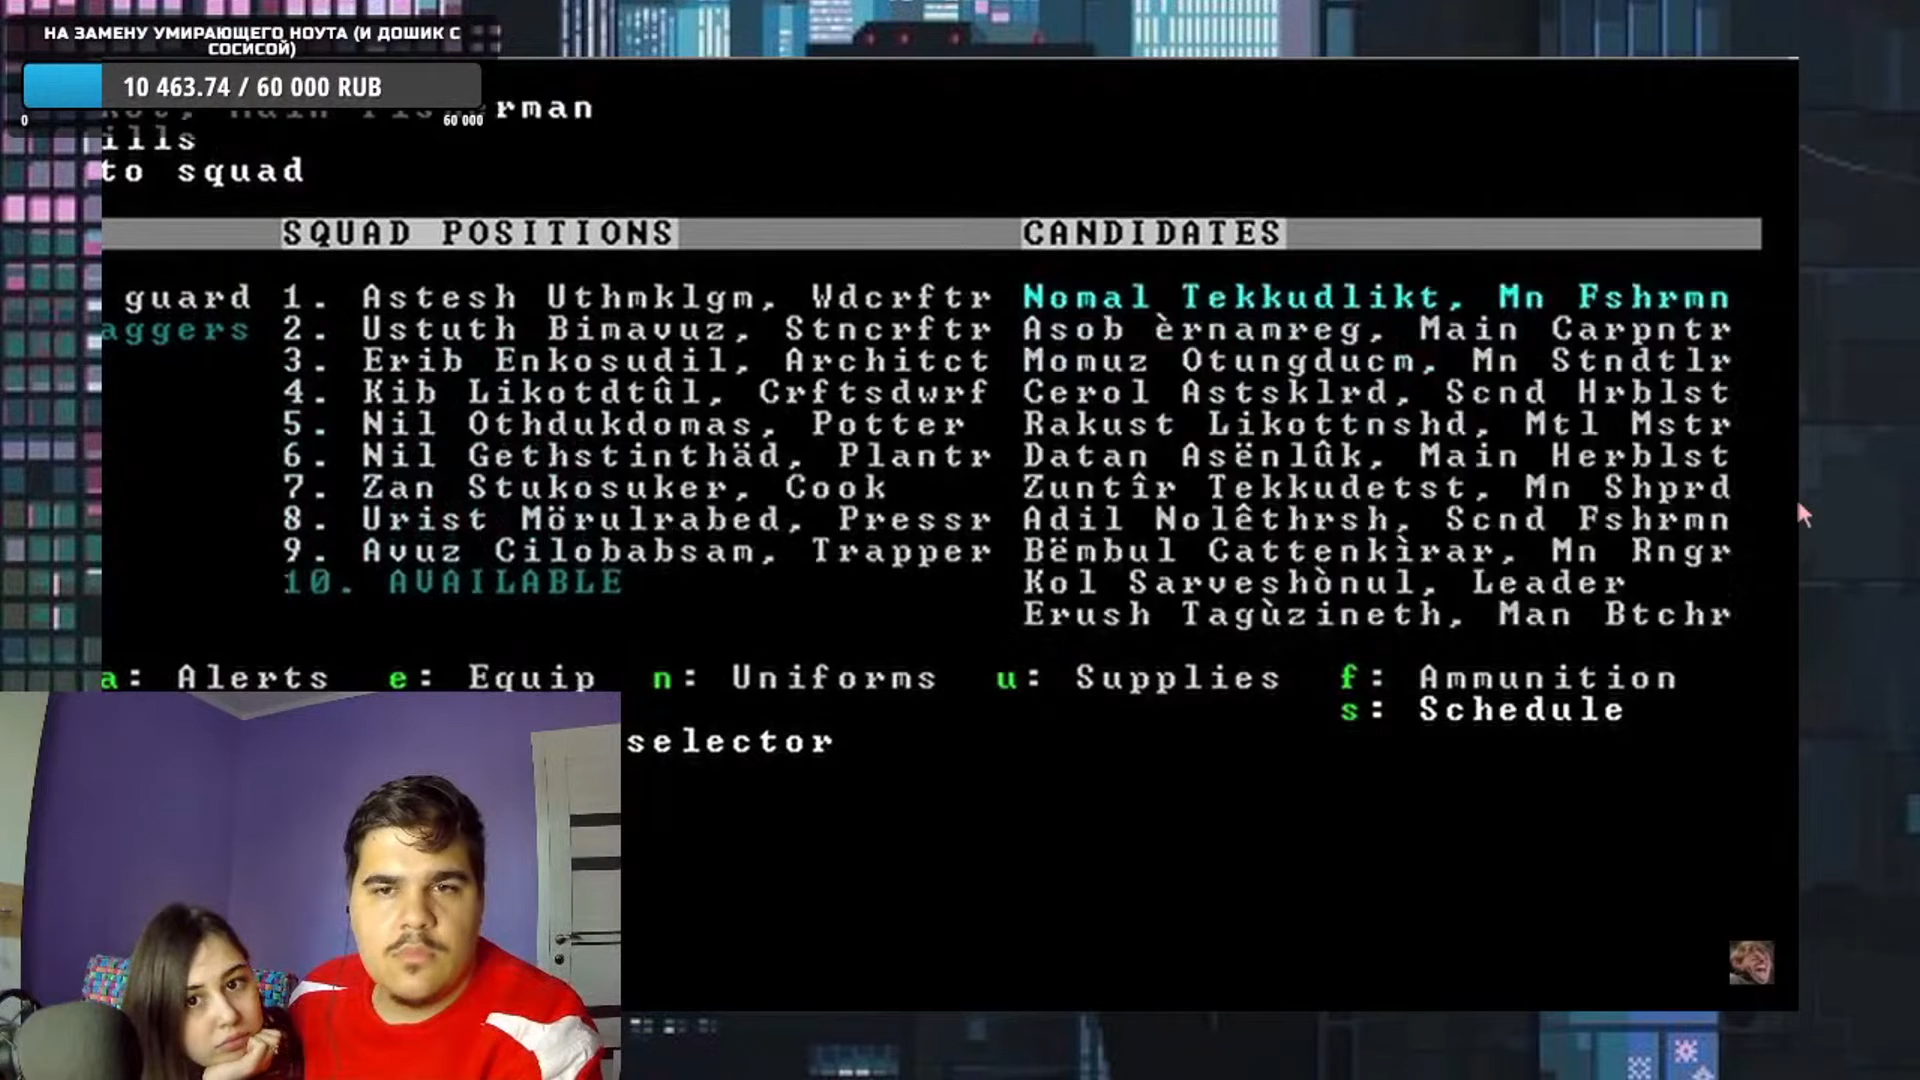 НА ЗАМЕНУ УМИРАЮЩЕГО НОУТА (И ДОШИК С
СОСИСОЙ)
10 463.74 / 60 000 RUB
0 60 000
rman
ills
to squad
SQUAD POSITIONS CANDIDATES
guard 1. Astesh Uthmklgm, Wdcrftr Nomal Tekkudlikt, Mn Fshrmn
aggers 2. Ustuth Bimavuz, Stncrftr Asob èrnamreg, Main Carpntr
3. Erib Enkosudil, Architct Momuz Otungducm, Mn Stndtlr
4. Kib Likotdtûl, Crftsdwrf Cerol Astsklrd, Scnd Hrblst
5. Nil Othdukdomas, Potter Rakust Likottnshd, Mtl Mstr
6. Nil Gethstinthäd, Plantr Datan Asënlûk, Main Herblst
7. Zan Stukosuker, Cook Zuntîr Tekkudetst, Mn Shprd
8. Urist Mörulrabed, Pressr Adil Nolêthrsh, Scnd Fshrmn
9. Avuz Cilobabsam, Trapper Bëmbul Cattenkìrar, Mn Rngr
10. AVAILABLE Kol Sarveshònul, Leader
Erush Tagùzineth, Man Btchr
a: Alerts e: Equip n: Uniforms u: Supplies f: Ammunition
s: Schedule
selector